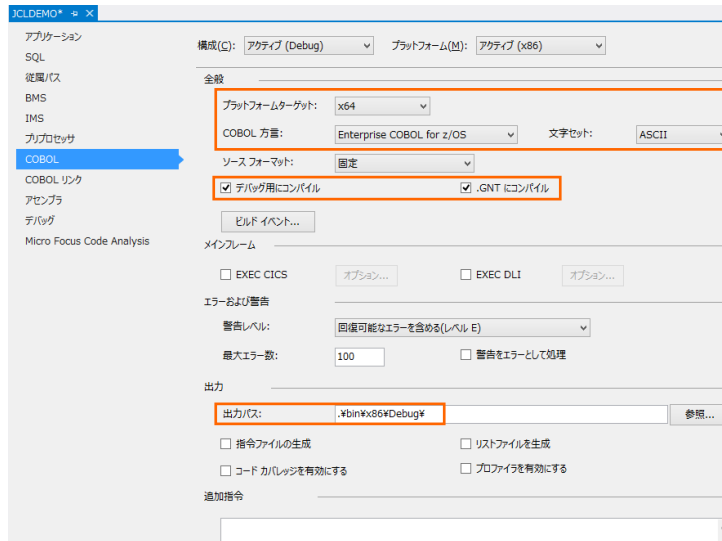 JCLDEMO*
アプリケーション
SQL
従属パス
BMS
IMS
プリプロセッサ
COBOL
COBOL リンク
アセンブラ
デバッグ
Micro Focus Code Analysis
構成(C): アクティブ (Debug) プラットフォーム(M): アクティブ (x86)
全般
プラットフォームターゲット: x64
COBOL 方言: Enterprise COBOL for z/OS 文字セット: ASCII
ソース フォーマット: 固定
デバッグ用にコンパイル .GNT にコンパイル
ビルド イベント...
メインフレーム
EXEC CICS オプション... EXEC DLI オプション...
エラーおよび警告
警告レベル: 回復可能なエラーを含める(レベル E)
最大エラー数: 100 警告をエラーとして処理
出力
出力パス: .¥bin¥x86¥Debug¥ 参照...
指令ファイルの生成 リストファイルを生成
コード カバレッジを有効にする プロファイラを有効にする
追加指令